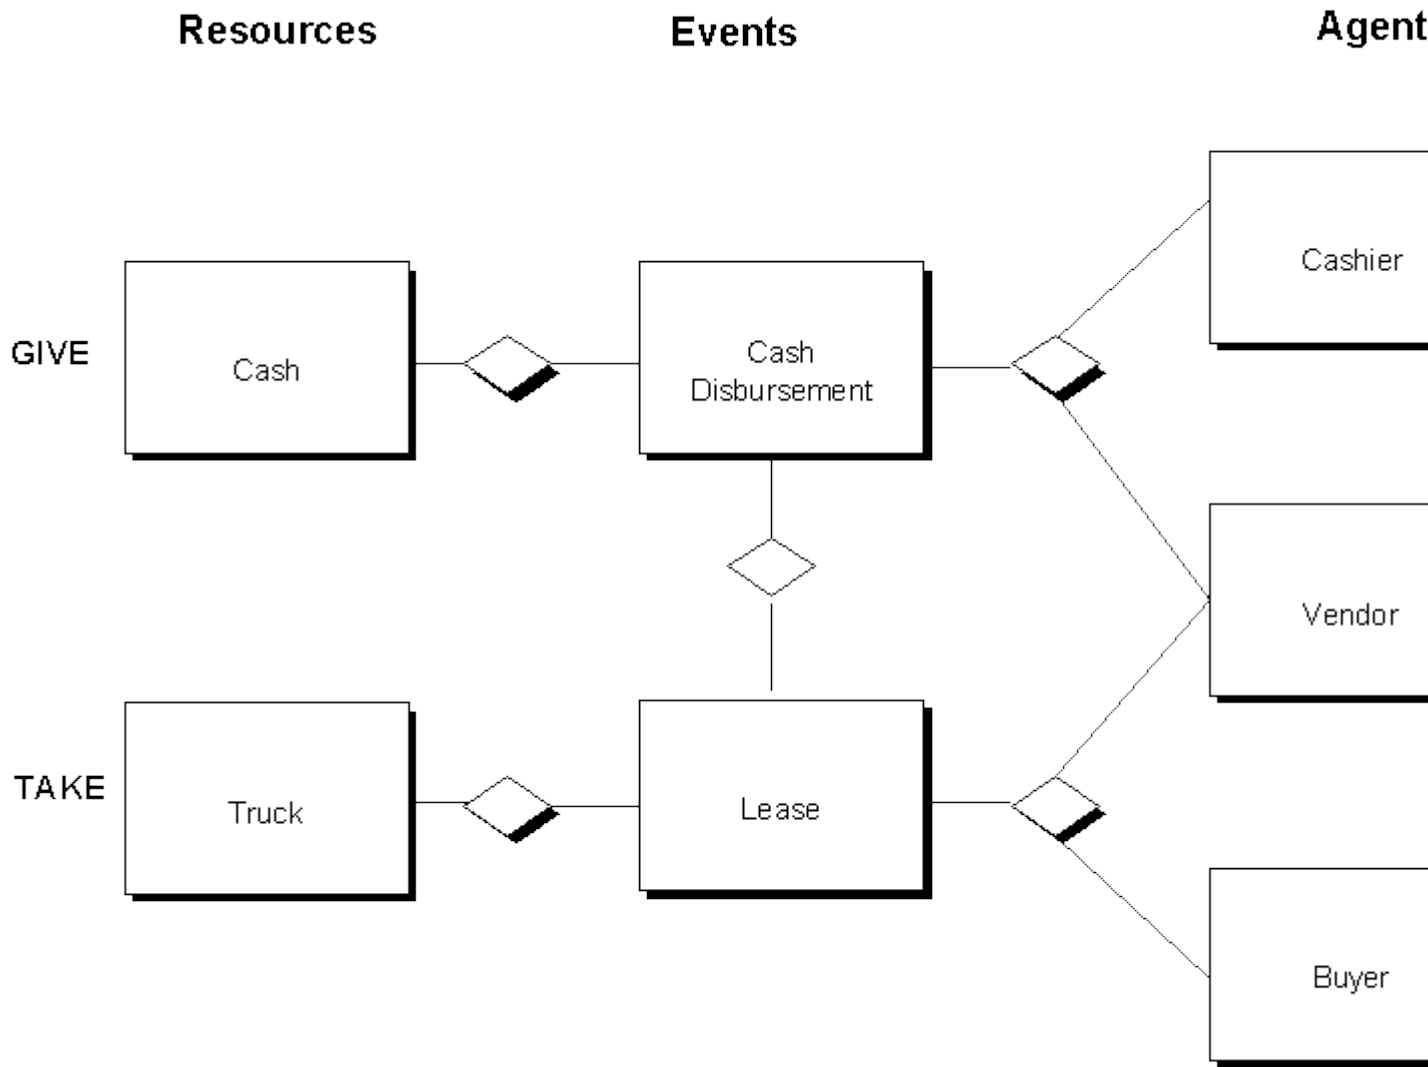 Resources
Events
Agent
Cashier
GIVE
Cash
Cash
Disbursement
Vendor
TAKE
Truck
Lease
Buyer